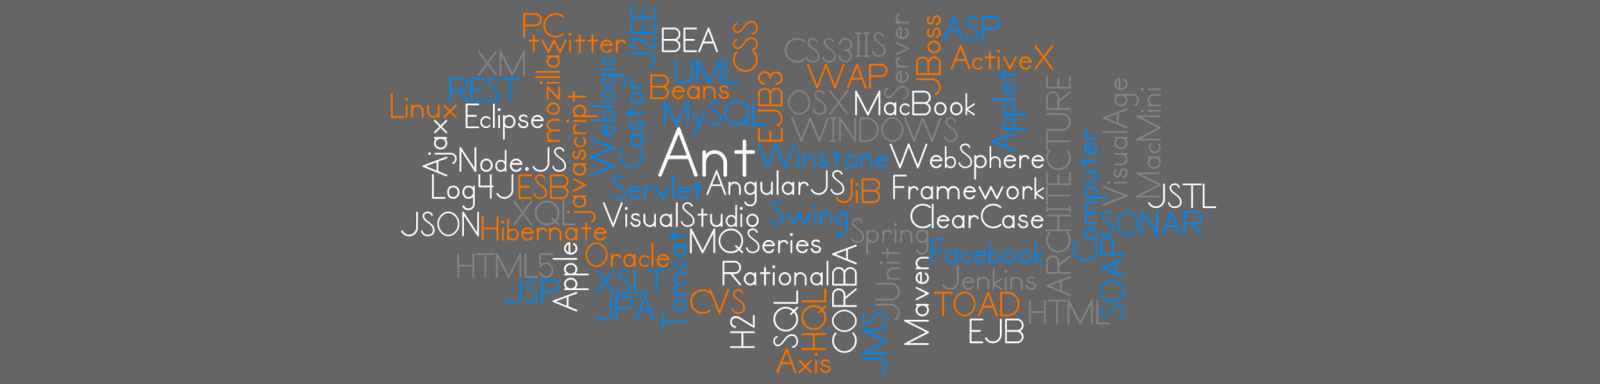 PC
twitter
J2EE
BEA
CSS
CSS3
IIS
Server
JBoss
ASP
ActiveX
XM
mozilla
Weblogic
UML
Beans
EJB3
WAP
Applet
REST
Linux
Eclipse
javascript
Castor
MySQL
OSX
MacBook
ARCHITECTURE
VisualAge
MacMini
WINDOWS
Ajax
Node.JS
Ant
Winstone
WebSphere
Computer
Log4J
ESB
Servlet
AngularJS
JiB
Framework
JSTL
JSON
XQL
Hibernate
VisualStudio
Swing
ClearCase
SONAR
MQSeries
Spring
Facebook
HTML5
Apple
Oracle
Tomcat
Rational
CORBA
JUnit
Maven
Jenkins
SOAP
JSP
XSLT
JPA
CVS
H2
SQL
HQL
JMS
TOAD
HTML
EJB
Axis